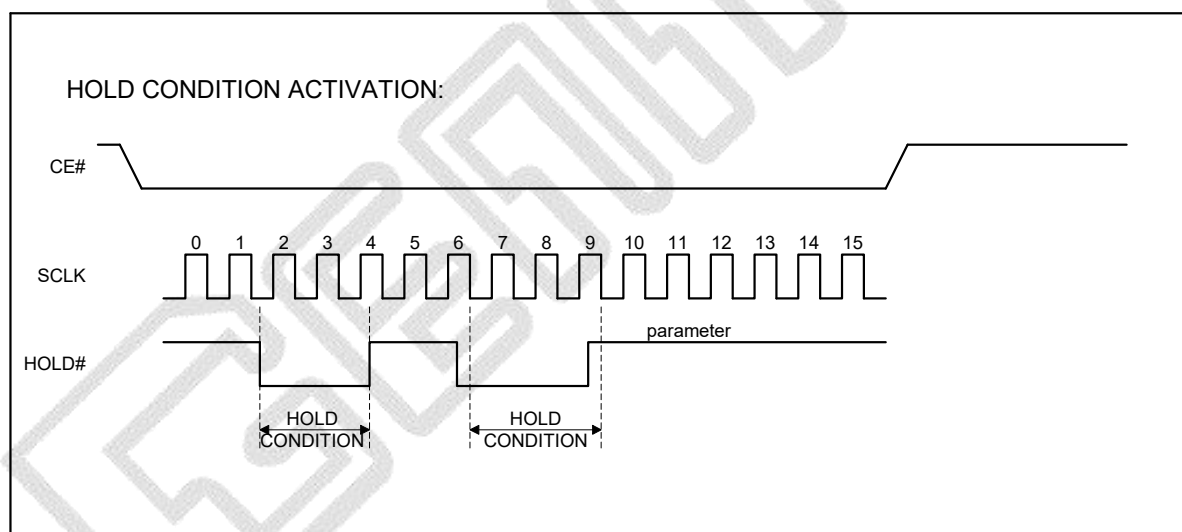 HOLD CONDITION ACTIVATION:
CE#
0 1 2 3 4 5 6 7 8 9 10 11 12 13 14 15
SCLK
parameter
HOLD#
HOLD HOLD
CONDITION CONDITION